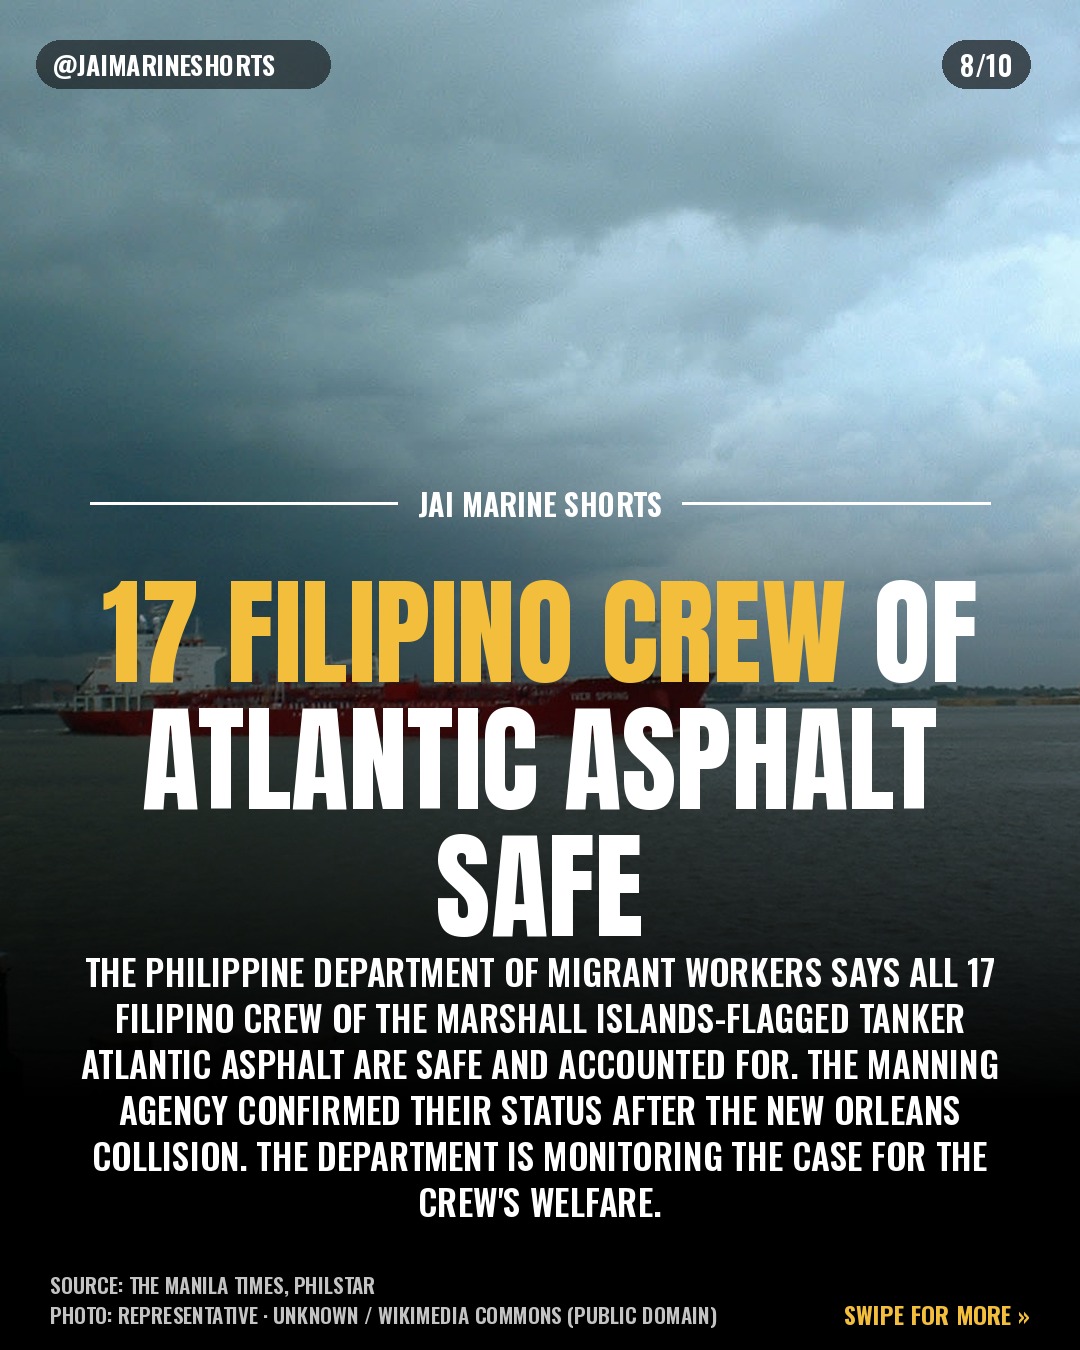 @JAIMARINESHORTS
8/10
JAI MARINE SHORTS
17 FILIPINO CREW OF
ATLANTIC ASPHALT
SAFE
IVER SPRING
THE PHILIPPINE DEPARTMENT OF MIGRANT WORKERS SAYS ALL 17
FILIPINO CREW OF THE MARSHALL ISLANDS-FLAGGED TANKER
ATLANTIC ASPHALT ARE SAFE AND ACCOUNTED FOR. THE MANNING
AGENCY CONFIRMED THEIR STATUS AFTER THE NEW ORLEANS
COLLISION. THE DEPARTMENT IS MONITORING THE CASE FOR THE
CREW'S WELFARE.
SOURCE: THE MANILA TIMES, PHILSTAR
PHOTO: REPRESENTATIVE · UNKNOWN / WIKIMEDIA COMMONS (PUBLIC DOMAIN)
SWIPE FOR MORE »